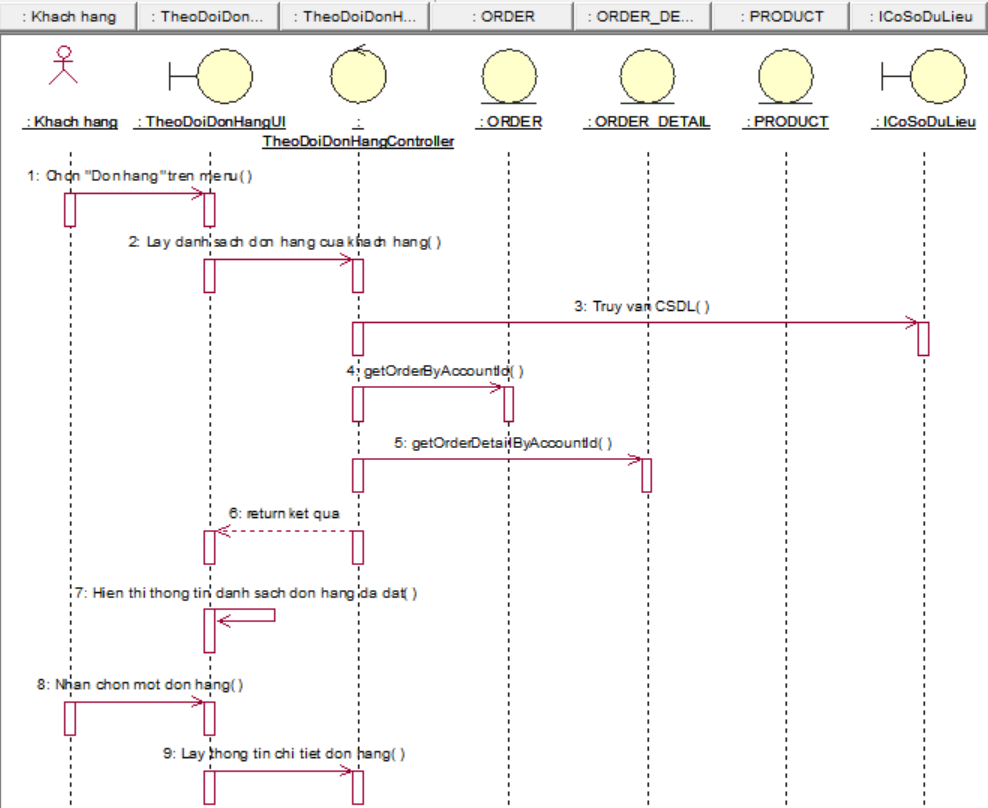 : Khach hang
: TheoDoiDon...
: TheoDoiDonH...
: ORDER
: ORDER_DE...
: PRODUCT
: ICoSoDuLieu
: Khach hang
: TheoDoiDonHangUI
:
TheoDoiDonHangController
: ORDER
: ORDER_DETAIL
: PRODUCT
: ICoSoDuLieu
1: Chon "Don hang" tren menu( )
2: Lay danh sach don hang cua khach hang( )
3: Truy van CSDL( )
4: getOrderByAccountId( )
5: getOrderDetailByAccountId( )
6: return ket qua
7: Hien thi thong tin danh sach don hang da dat( )
8: Nhan chon mot don hang( )
9: Lay thong tin chi tiet don hang( )